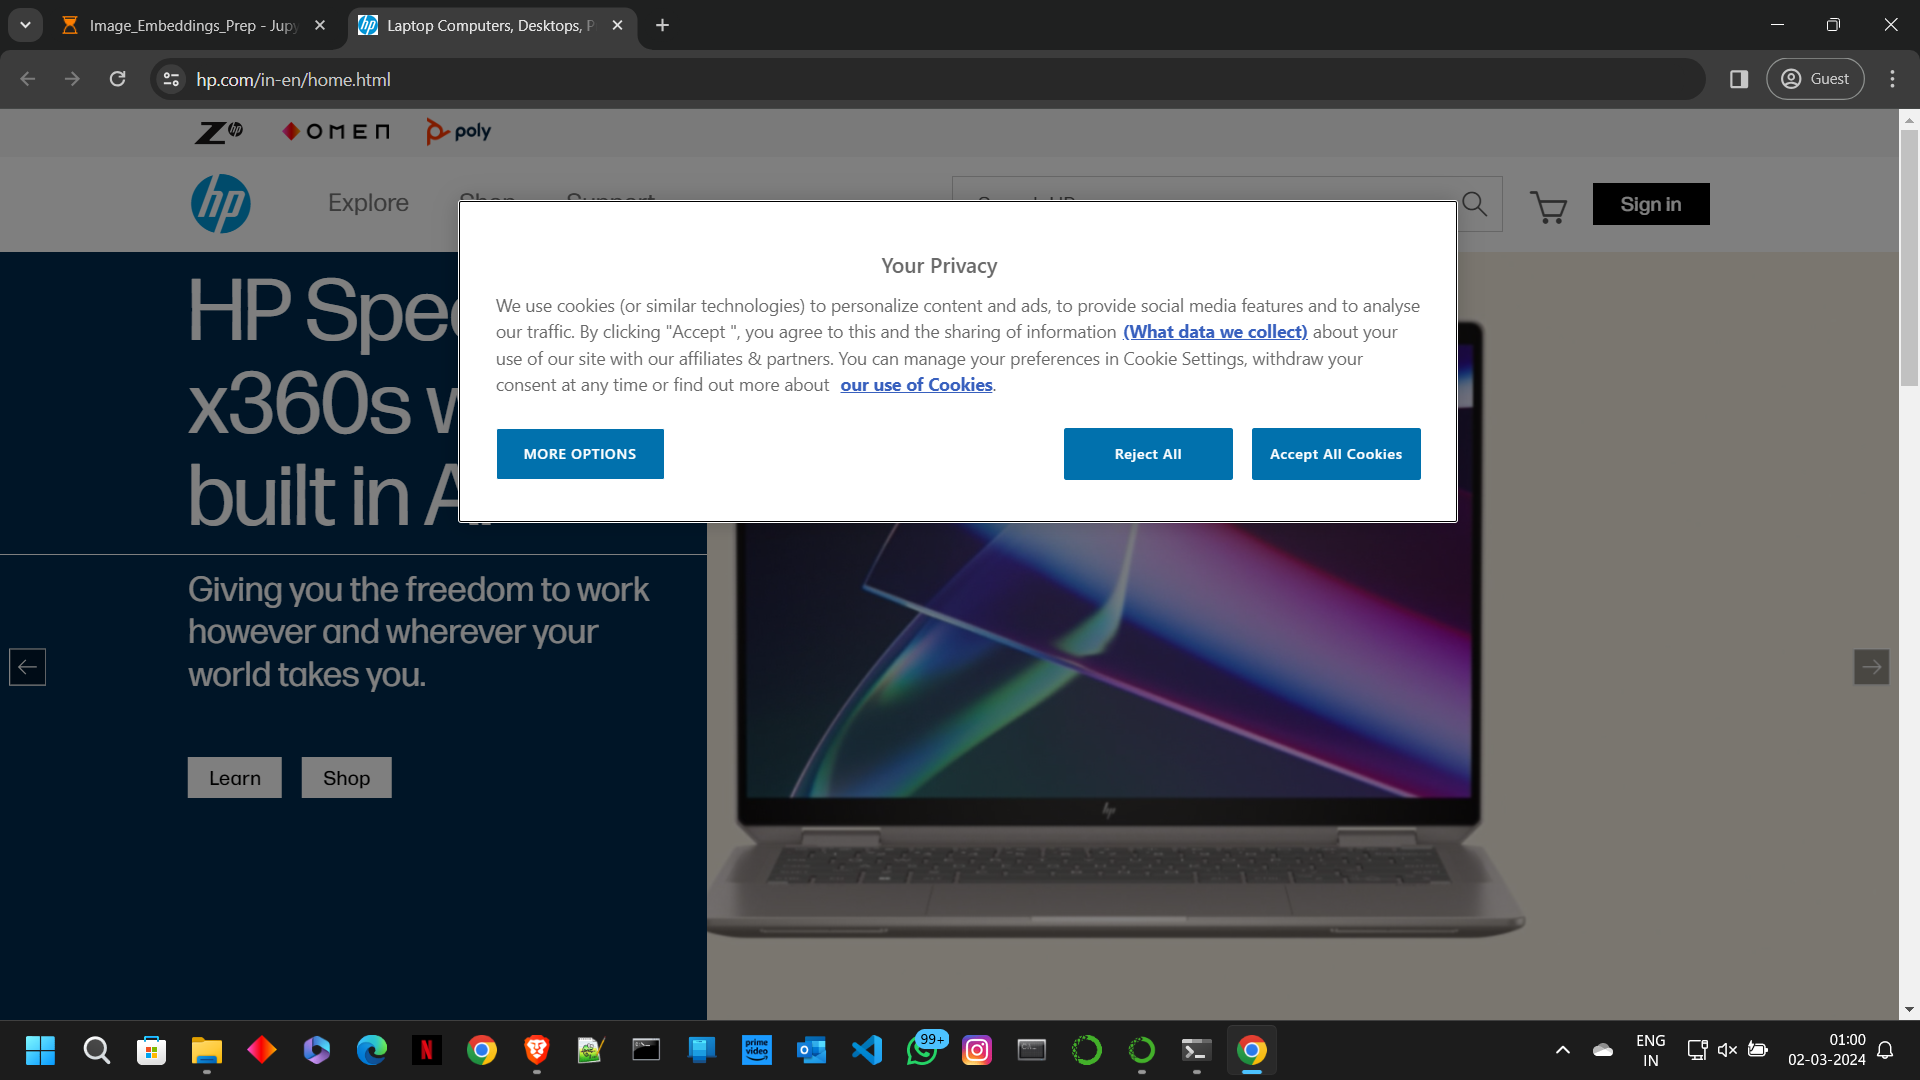 Image_Embeddings_Prep - Jupy
Laptop Computers, Desktops, P
hp.com/in-en/home.html
Guest
Z hp
OMEN
poly
hp
Explore
Sign in
HP Spe
x360s w
built in A
Your Privacy
We use cookies (or similar technologies) to personalize content and ads, to provide social media features and to analyse
our traffic. By clicking "Accept ", you agree to this and the sharing of information (What data we collect) about your
use of our site with our affiliates & partners. You can manage your preferences in Cookie Settings, withdraw your
consent at any time or find out more about our use of Cookies.
MORE OPTIONS
Reject All
Accept All Cookies
Giving you the freedom to work
however and wherever your
world takes you.
Learn
Shop
hp
prime video
99+
ENG
IN
01:00
02-03-2024